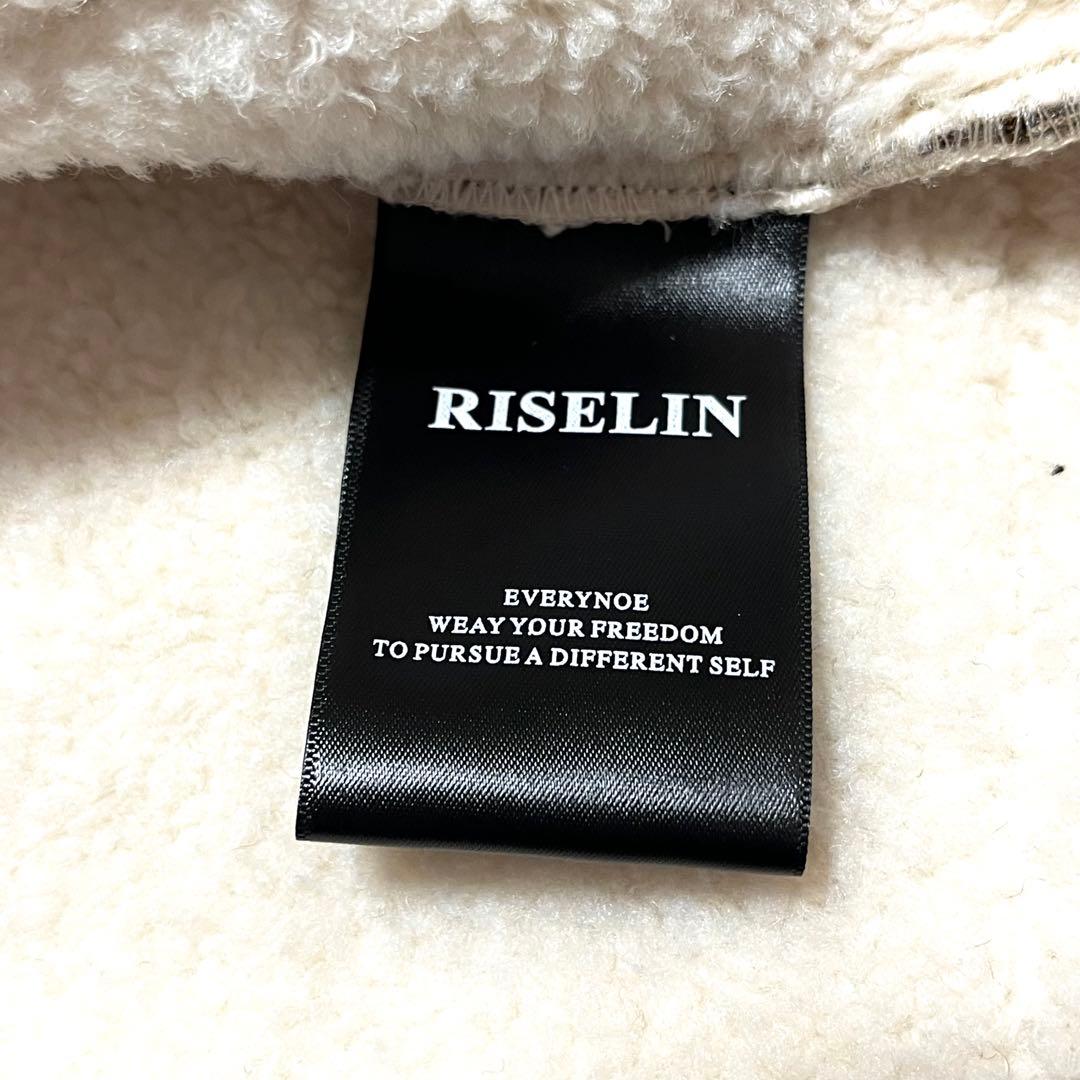 RISELIN
EVERYNOE
WEAY YOUR FREEDOM
TO PURSUE A DIFFERENT SELF